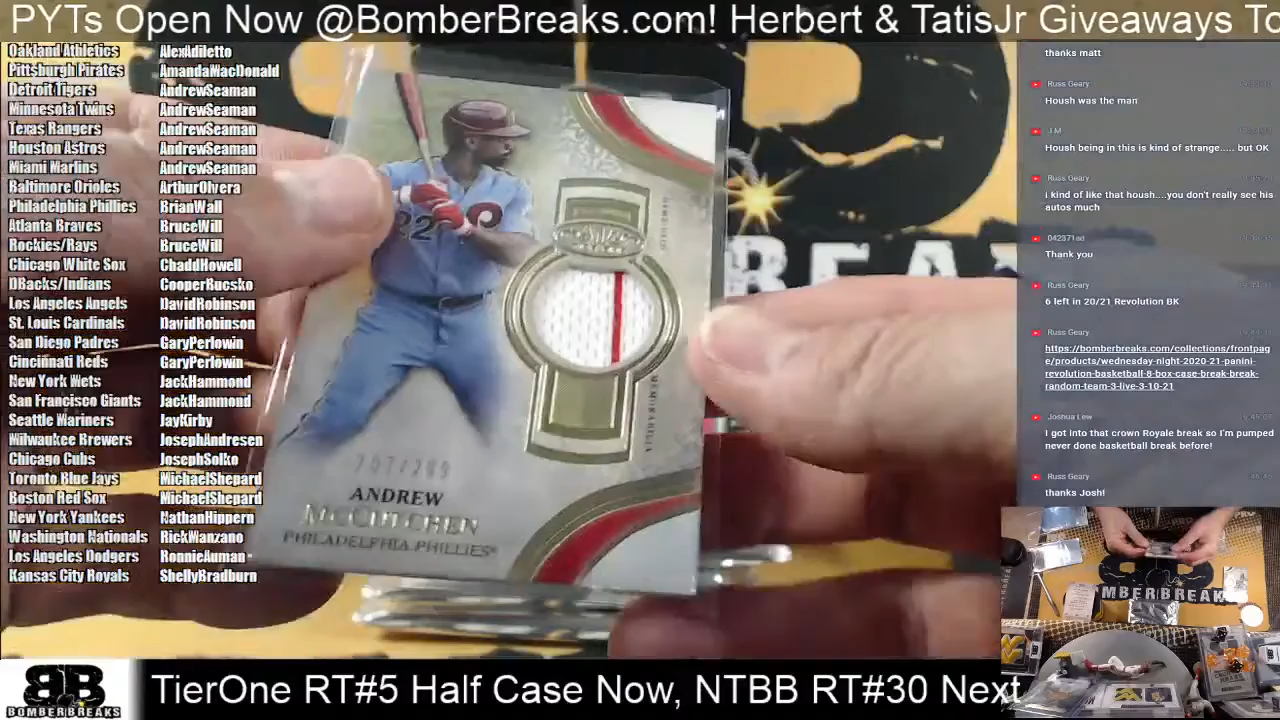 PYTs Open Now @BomberBreaks.com! Herbert & TatisJr Giveaways To
Oakland Athletics AlexAdiletto
Pittsburgh Pirates AmandaMacDonald
Detroit Tigers AndrewSeaman
Minnesota Twins AndrewSeaman
Texas Rangers AndrewSeaman
Houston Astros AndrewSeaman
Miami Marlins AndrewSeaman
Baltimore Orioles ArthurOlvera
Philadelphia Phillies BrianWall
Atlanta Braves BruceWill
Rockies/Rays BruceWill
Chicago White Sox ChaddHowell
DBacks/Indians CooperRucsko
Los Angeles Angels DavidRobinson
St. Louis Cardinals DavidRobinson
San Diego Padres GaryPerlowin
Cincinnati Reds GaryPerlowin
New York Mets JackHammond
San Francisco Giants JackHammond
Seattle Mariners JayKirby
Milwaukee Brewers JosephAndresen
Chicago Cubs JosephSolko
Toronto Blue Jays MichaelShepard
Boston Red Sox MichaelShepard
New York Yankees NathanHippern
Washington Nationals RickManzano
Los Angeles Dodgers RonnieAuman
Kansas City Royals ShellyBradburn
22
P
ANDREW
McCUTCHEN
PHILADELPHIA PHILLIES
MEMORABILIA
BREA
thanks matt
Russ Geary
Housh was the man
J M
Housh being in this is kind of strange..... but OK
Russ Geary
i kind of like that housh....you don't really see his
autos much
042371ad
Thank you
Russ Geary
6 left in 20/21 Revolution BK
Russ Geary
https://bomberbreaks.com/collections/frontpag
e/products/wednesday-night-2020-21-panini-
revolution-basketball-8-box-case-break-break-
random-team-3-live-3-10-21
Joshua Lew
I got into that crown Royale break so I'm pumped
never done basketball break before!
Russ Geary
thanks Josh!
MBERBREAK
BB
BOMBERBREAKS
TierOne RT#5 Half Case Now, NTBB RT#30 Next